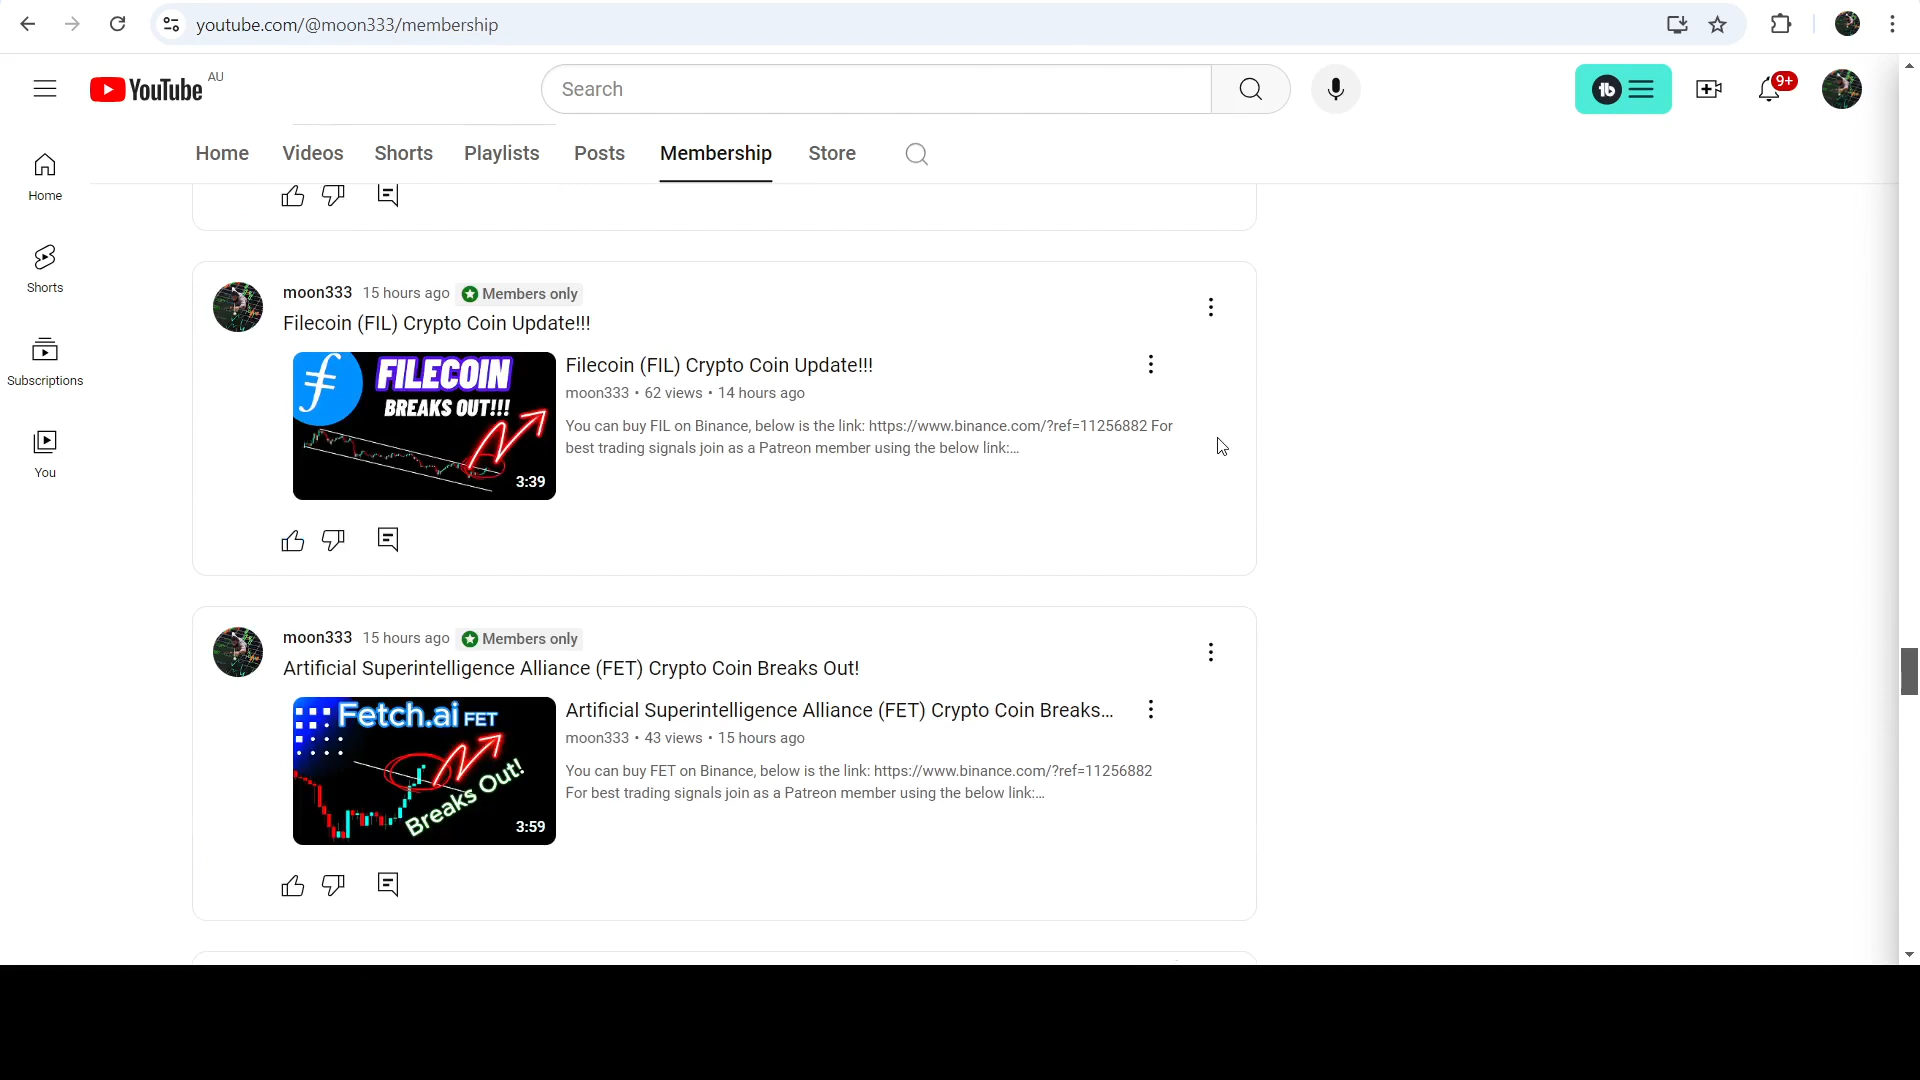 youtube.com/@moon333/membership
YouTube AU
Search
9+
Home
Videos
Shorts
Playlists
Posts
Membership
Store
Home
Shorts
Subscriptions
You
moon333 15 hours ago Members only
Filecoin (FIL) Crypto Coin Update!!!
FILECOIN
BREAKS OUT!!!
3:39
Filecoin (FIL) Crypto Coin Update!!!
moon333 • 62 views • 14 hours ago
You can buy FIL on Binance, below is the link: https://www.binance.com/?ref=11256882 For
best trading signals join as a Patreon member using the below link:...
moon333 15 hours ago Members only
Artificial Superintelligence Alliance (FET) Crypto Coin Breaks Out!
Fetch.ai FET
Breaks Out!
3:59
Artificial Superintelligence Alliance (FET) Crypto Coin Breaks...
moon333 • 43 views • 15 hours ago
You can buy FET on Binance, below is the link: https://www.binance.com/?ref=11256882
For best trading signals join as a Patreon member using the below link:...